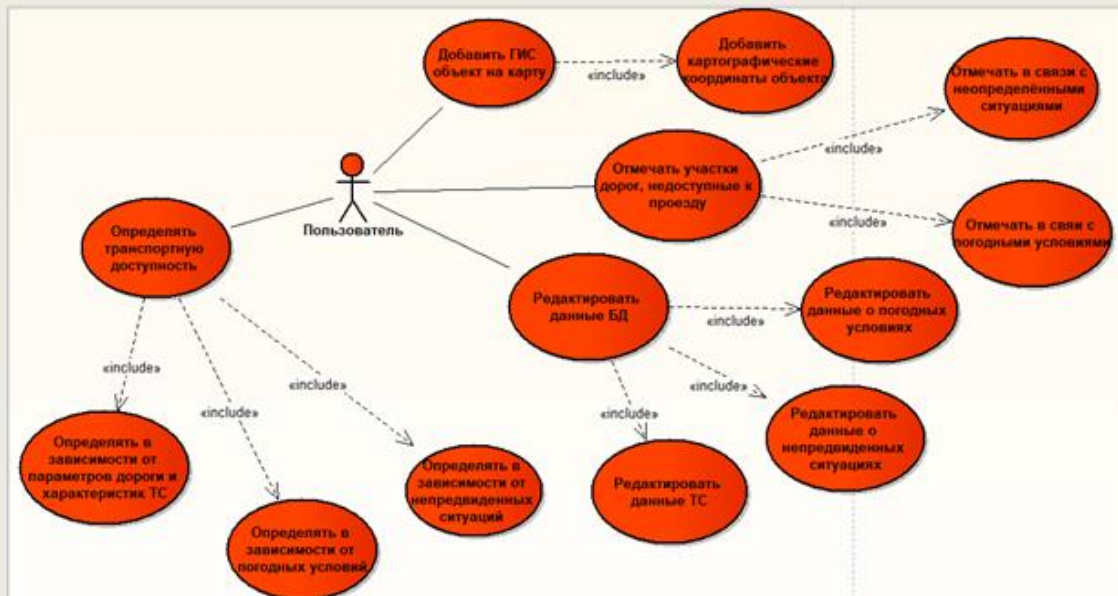 Добавить ГИС
объект на карту
«include»
Добавить
картографические
координаты объекта
Отмечать в связи с
неопределёнными
ситуациями
«include»
Отмечать участки
дорог, недоступные к
проезду
«include»
Отмечать в связи с
погодными условиями
Пользователь
Определять
транспортную
доступность
Редактировать
данные БД
«include»
Редактировать
данные о погодных
условиях
«include»
«include»
«include»
«include»
«include»
Определять в
зависимости от
параметров дороги и
характеристик ТС
Определять в
зависимости от
погодных условий
Определять в
зависимости от
непредвиденных
ситуаций
Редактировать
данные ТС
Редактировать
данные о
непредвиденных
ситуациях